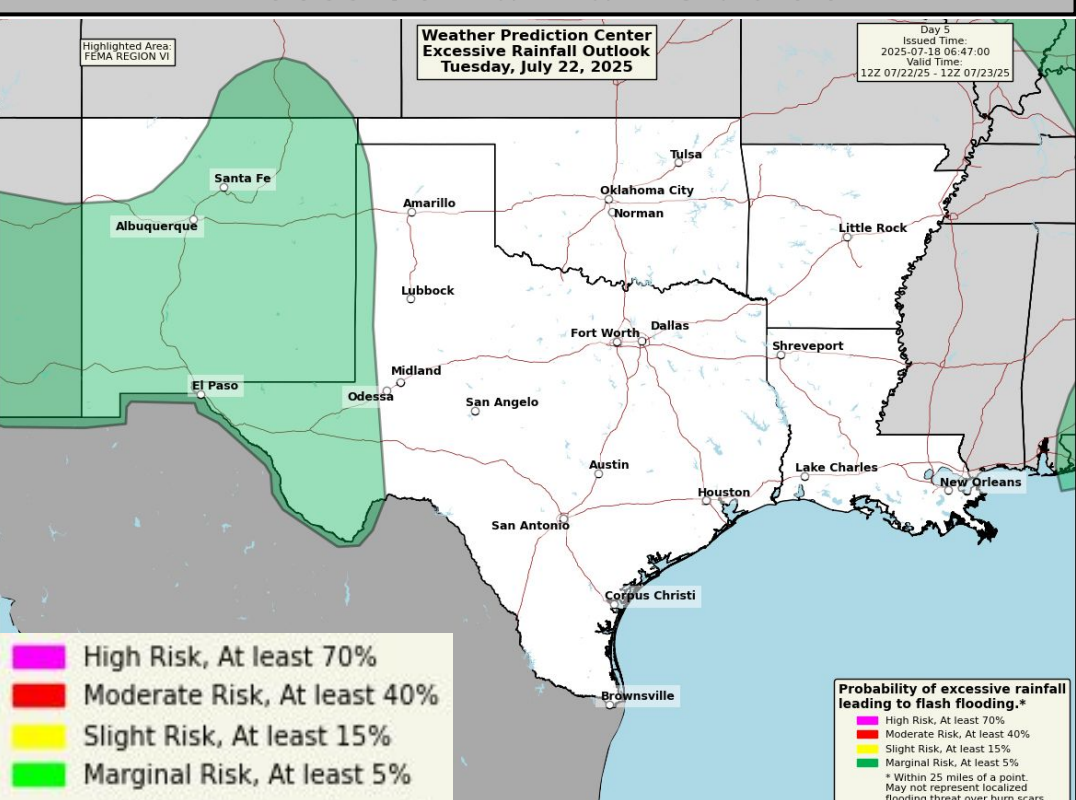 Highlighted Area:
FEMA REGION VI
Weather Prediction Center
Excessive Rainfall Outlook
Tuesday, July 22, 2025
Day 5
Issued Time:
2025-07-18 06:47:00
Valid Time:
12Z 07/22/25 - 12Z 07/23/25
Tulsa
Santa Fe
Oklahoma City
Amarillo
Norman
Albuquerque
Little Rock
Lubbock
Dallas
Fort Worth
Shreveport
Midland
El Paso
Odessa
San Angelo
Austin
Lake Charles
New Orleans
Houston
San Antonio
Corpus Christi
Brownsville
High Risk, At least 70%
Moderate Risk, At least 40%
Slight Risk, At least 15%
Marginal Risk, At least 5%
Probability of excessive rainfall
leading to flash flooding.*
High Risk, At least 70%
Moderate Risk, At least 40%
Slight Risk, At least 15%
Marginal Risk, At least 5%
* Within 25 miles of a point.
May not represent localized
flooding threat over burn scars